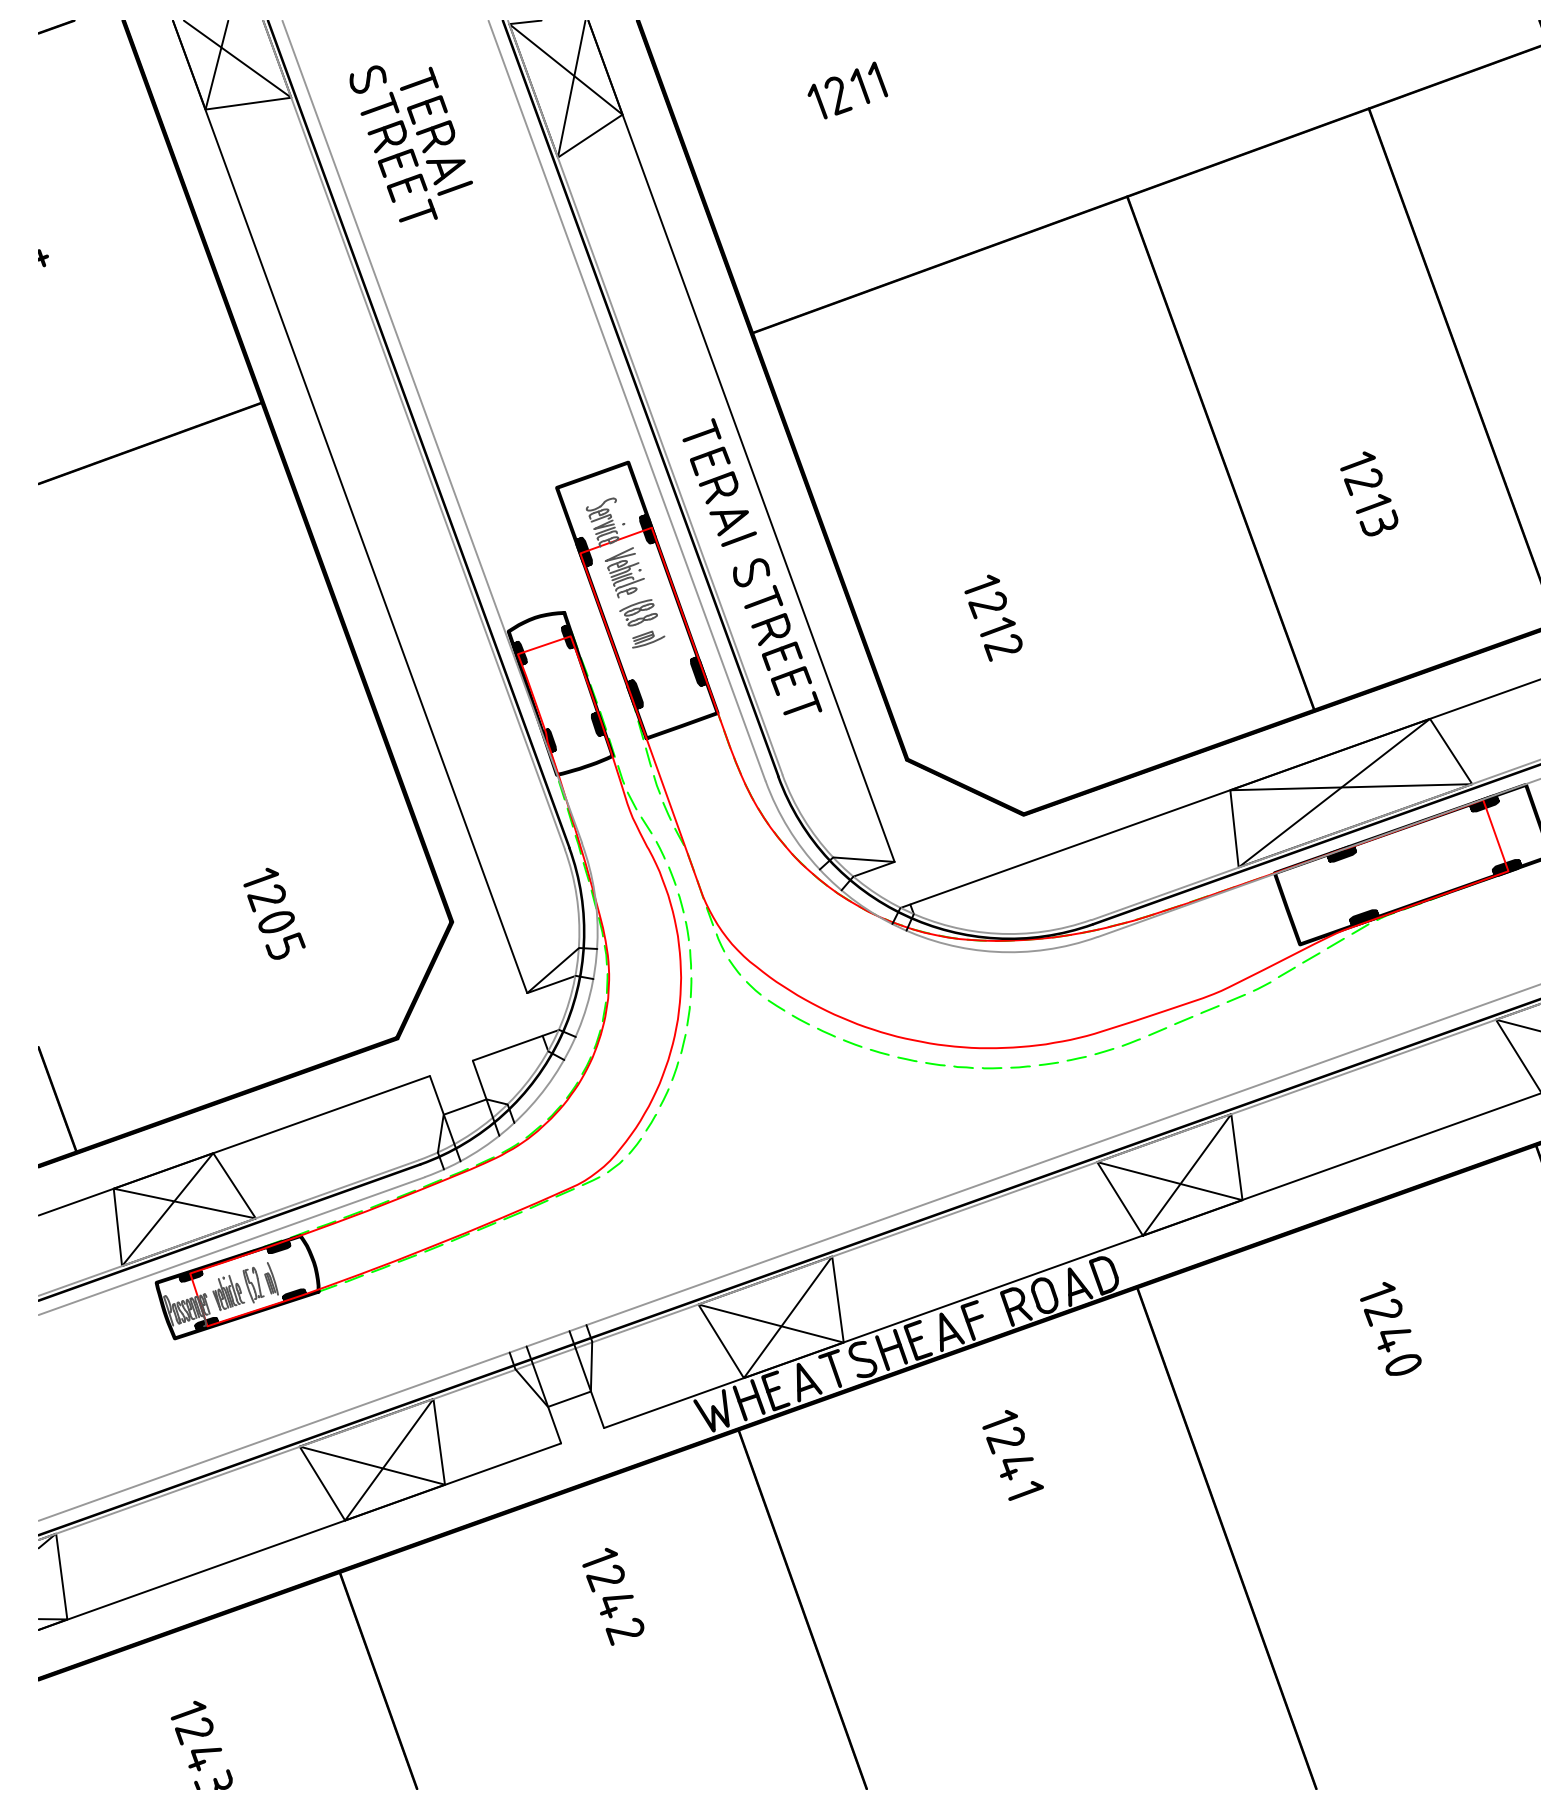 TERAI
STREET
1211
TERAI STREET
1213
1212
Service Vehicle (8.8 m)
1205
Passenger vehicle (5.2 m)
WHEATSHEAF ROAD
1240
1241
1242
1243